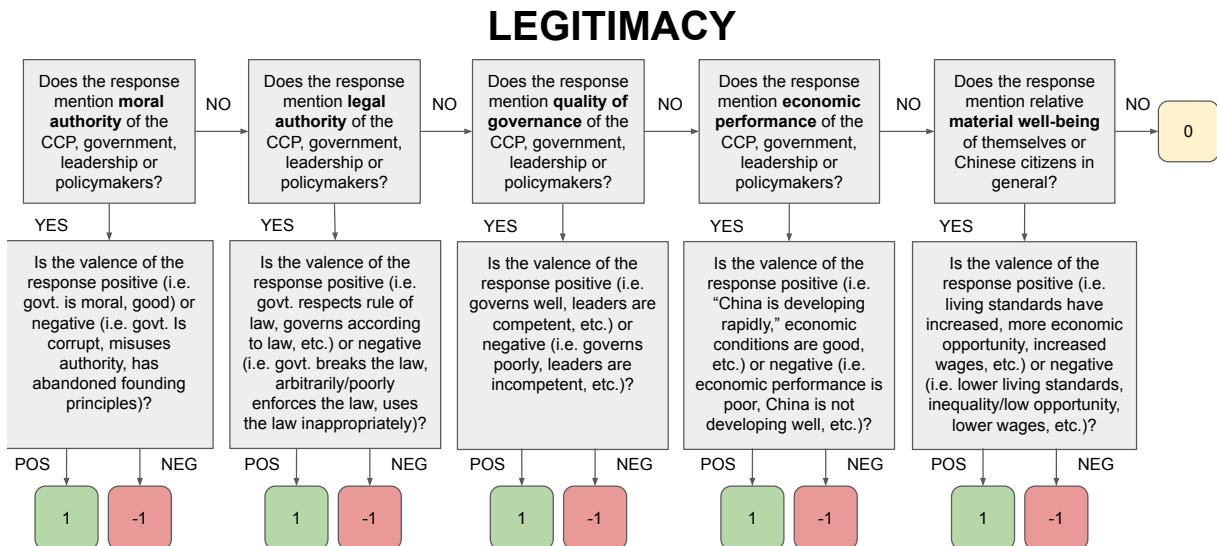 LEGITIMACY
Does the response
mention moral
authority of the
CCP, government,
leadership or
policymakers?
NO
Does the response
mention legal
authority of the
CCP, government,
leadership or
policymakers?
NO
Does the response
mention quality of
governance of the
CCP, government,
leadership or
policymakers?
NO
Does the response
mention economic
performance of the
CCP, government,
leadership or
policymakers?
NO
Does the response
mention relative
material well-being
of themselves or
Chinese citizens in
general?
NO
0
YES
YES
YES
YES
YES
Is the valence of the
response positive (i.e.
govt. is moral, good) or
negative (i.e. govt. Is
corrupt, misuses
authority, has
abandoned founding
principles)?
Is the valence of the
response positive (i.e.
govt. respects rule of
law, governs according
to law, etc.) or negative
(i.e. govt. breaks the law,
arbitrarily/poorly
enforces the law, uses
the law inappropriately)?
Is the valence of the
response positive (i.e.
governs well, leaders are
competent, etc.) or
negative (i.e. governs
poorly, leaders are
incompetent, etc.)?
Is the valence of the
response positive (i.e.
“China is developing
rapidly,” economic
conditions are good,
etc.) or negative (i.e.
economic performance is
poor, China is not
developing well, etc.)?
Is the valence of the
response positive (i.e.
living standards have
increased, more economic
opportunity, increased
wages, etc.) or negative
(i.e. lower living standards,
inequality/low opportunity,
lower wages, etc.)?
POS
NEG
POS
NEG
POS
NEG
POS
NEG
POS
NEG
1
-1
1
-1
1
-1
1
-1
1
-1